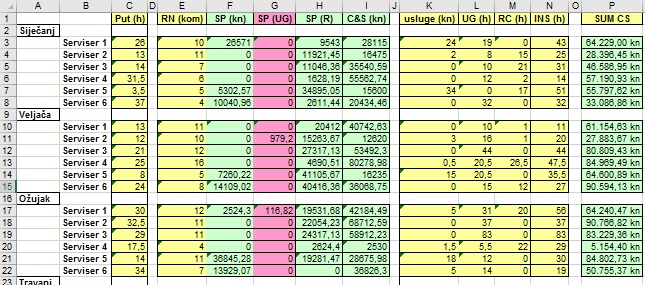 A B C D E F G H I J K L M N O P
1 Put (h) RN (kom) SP (kn) SP (UG) SP (R) C&S (kn) usluge (kn) UG (h) RC (h) INS (h) SUM CS
2 Siječanj
3 Serviser 1 26 10 26571 0 9543 28115 24 19 0 43 64.229,00 kn
4 Serviser 2 13 11 0 0 11921,45 16475 2 8 15 25 28.396,45 kn
5 Serviser 3 14 7 0 0 11046,36 35540,59 0 10 21 31 46.586,95 kn
6 Serviser 4 31,5 6 0 0 1628,19 55562,74 0 12 2 14 57.190,93 kn
7 Serviser 5 3,5 5 5302,57 0 34895,05 15600 34 0 17 51 55.797,62 kn
8 Serviser 6 37 4 10040,96 0 2611,44 20434,46 0 32 0 32 33.086,86 kn
9 Veljača
10 Serviser 1 13 11 0 0 20412 40742,63 0 10 1 11 61.154,63 kn
11 Serviser 2 12 10 0 979,2 15263,67 12620 3 16 1 20 27.883,67 kn
12 Serviser 3 21 12 0 0 27317,13 53492,3 0 44 0 44 80.809,43 kn
13 Serviser 4 25 16 0 0 4690,51 80278,98 0,5 20,5 26,5 47,5 84.969,49 kn
14 Serviser 5 8 5 7260,22 0 41105,67 16235 15 20,5 0 35,5 64.600,89 kn
15 Serviser 6 24 8 14109,02 0 40416,36 36068,75 0 15 12 27 90.594,13 kn
16 Ožujak
17 Serviser 1 30 12 2524,3 116,82 19531,68 42184,49 5 31 20 56 64.240,47 kn
18 Serviser 2 32,5 11 0 0 22054,23 68712,59 0 37 0 37 90.766,82 kn
19 Serviser 3 29 11 0 0 24317,13 58912,23 0 83 0 83 83.229,36 kn
20 Serviser 4 17,5 4 0 0 2624,4 2530 1,5 5,5 22 29 5.154,40 kn
21 Serviser 5 14 11 36845,28 0 19281,47 28675,98 18 12 0 30 84.802,73 kn
22 Serviser 6 34 7 13929,07 0 0 36826,3 5 14 0 19 50.755,37 kn
23 Travanj